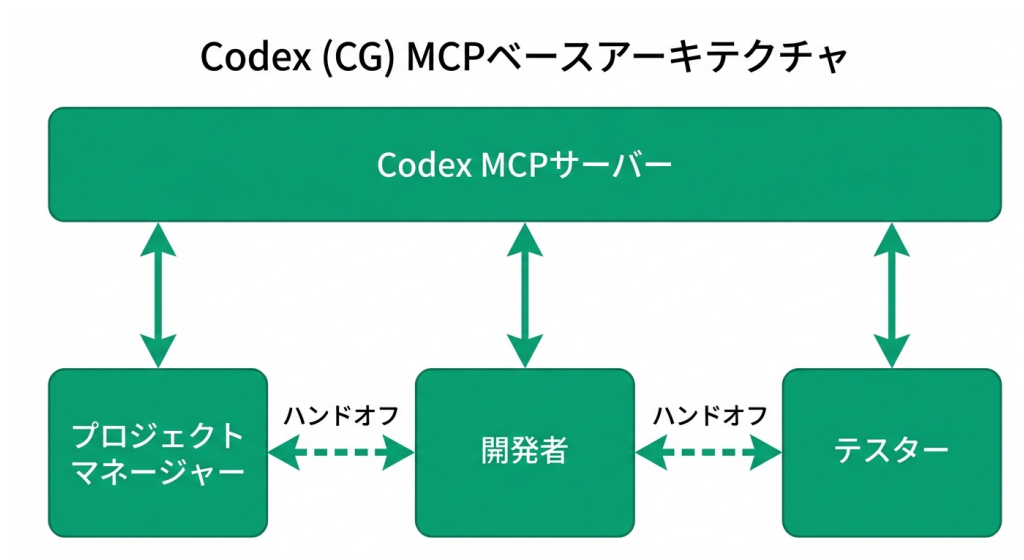 Codex (CG) MCPベースアーキテクチャ
Codex MCPサーバー
プロジェクト
マネージャー
ハンドオフ
開発者
ハンドオフ
テスター